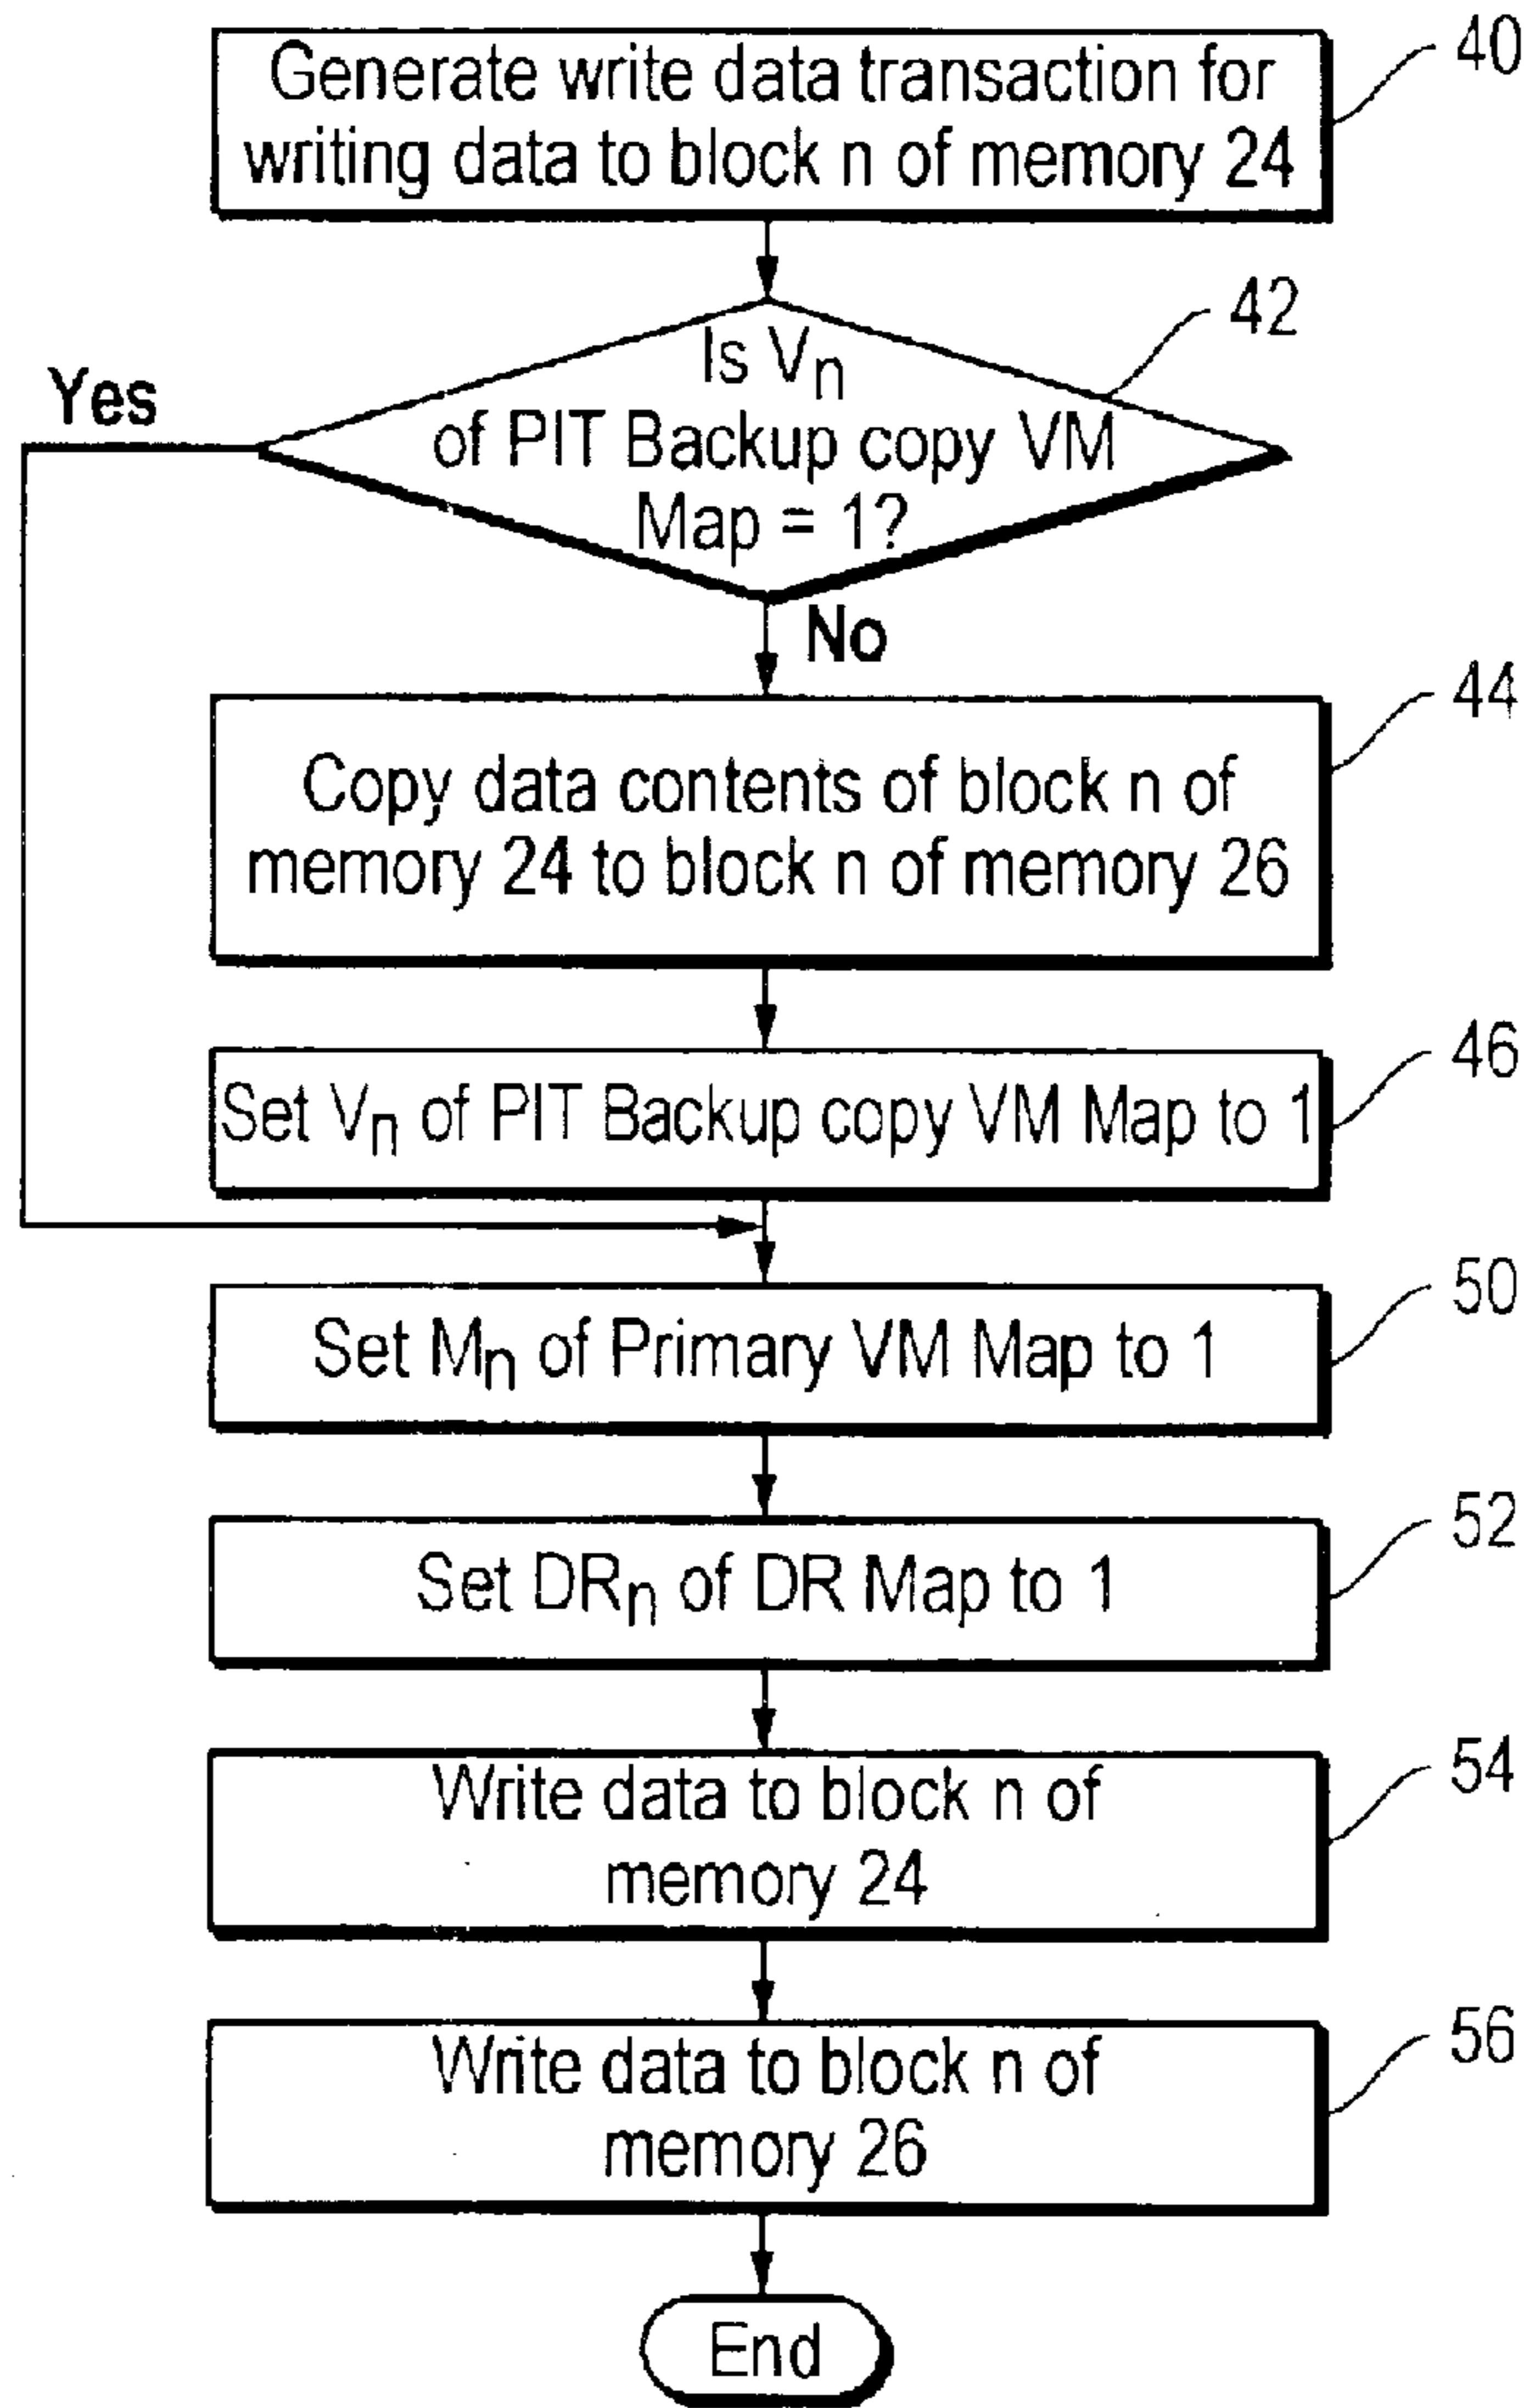 Generate write data transaction for
writing data to block n of memory 24
40
Is Vn
of PIT Backup copy VM
Map = 1?
42
Yes
No
Copy data contents of block n of
memory 24 to block n of memory 26
44
Set Vn of PIT Backup copy VM Map to 1
46
Set Mn of Primary VM Map to 1
50
Set DRn of DR Map to 1
52
Write data to block n of
memory 24
54
Write data to block n of
memory 26
56
End